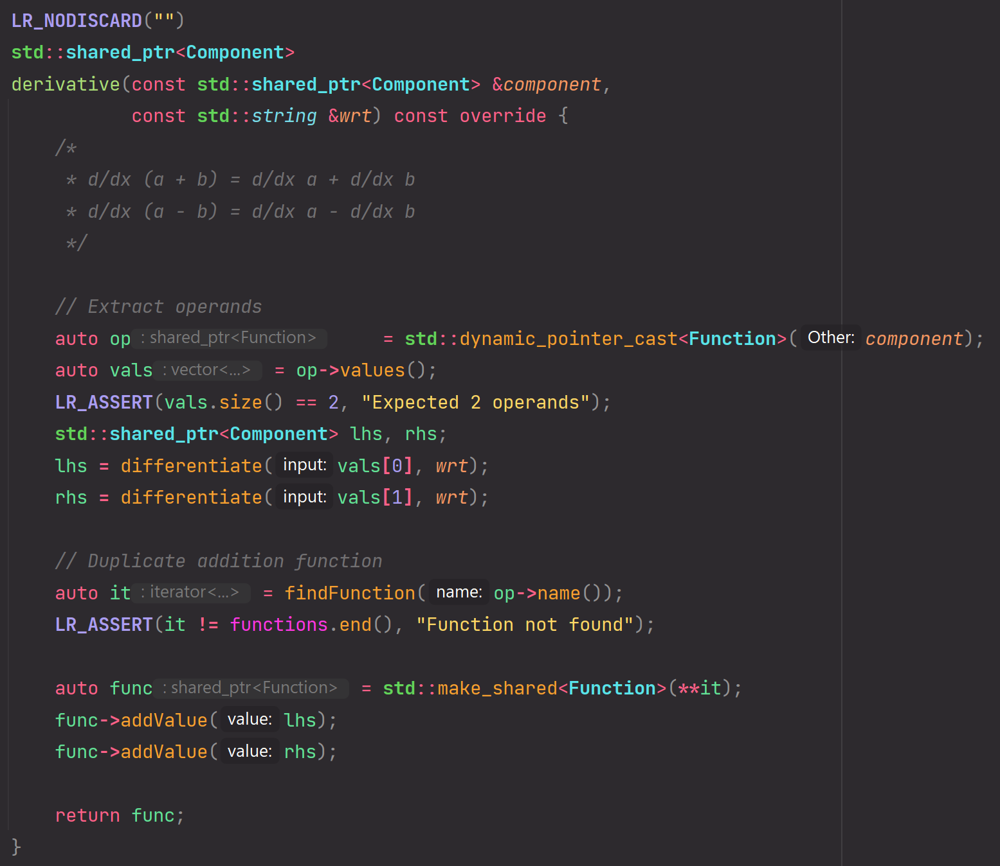 LR_NODISCARD("")
std::shared_ptr<Component>
derivative(const std::shared_ptr<Component> &component,
           const std::string &wrt) const override {
    /*
     * d/dx (a + b) = d/dx a + d/dx b
     * d/dx (a - b) = d/dx a - d/dx b
     */

    // Extract operands
    auto op : shared_ptr<Function>     = std::dynamic_pointer_cast<Function>( Other: component);
    auto vals : vector<...> = op->values();
    LR_ASSERT(vals.size() == 2, "Expected 2 operands");
    std::shared_ptr<Component> lhs, rhs;
    lhs = differentiate( input: vals[0], wrt);
    rhs = differentiate( input: vals[1], wrt);

    // Duplicate addition function
    auto it : iterator<...> = findFunction( name: op->name());
    LR_ASSERT(it != functions.end(), "Function not found");

    auto func : shared_ptr<Function> = std::make_shared<Function>(**it);
    func->addValue( value: lhs);
    func->addValue( value: rhs);

    return func;
}